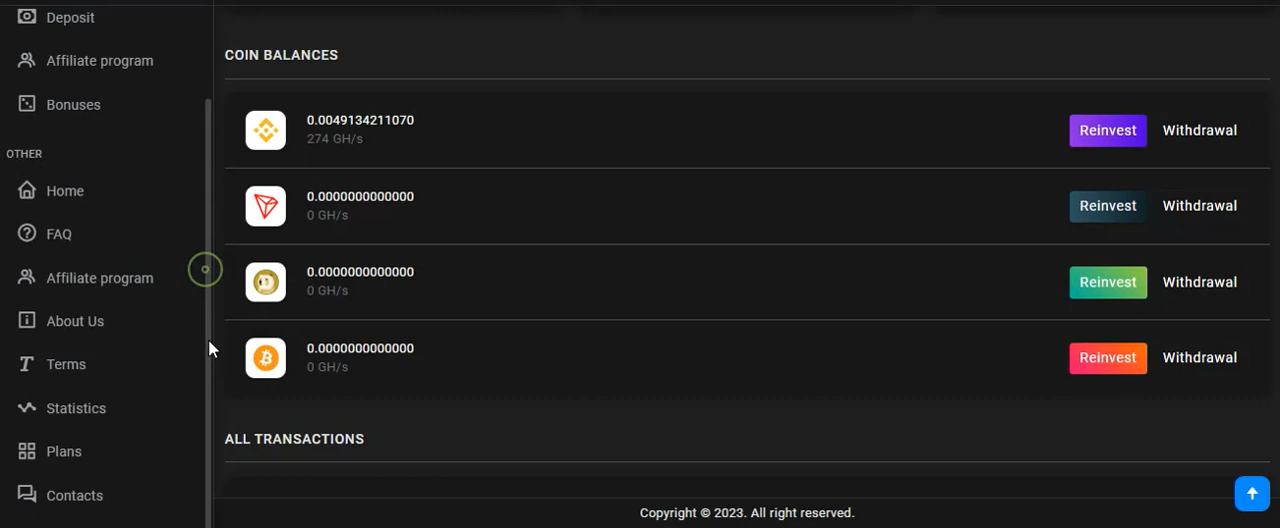 Deposit
Affiliate program
Bonuses
OTHER
Home
FAQ
Affiliate program
About Us
Terms
Statistics
Plans
Contacts
COIN BALANCES
0.0049134211070
274 GH/s
Reinvest Withdrawal
0.0000000000000
0 GH/s
Reinvest Withdrawal
0.0000000000000
0 GH/s
Reinvest Withdrawal
0.0000000000000
0 GH/s
Reinvest Withdrawal
ALL TRANSACTIONS
Copyright © 2023. All right reserved.